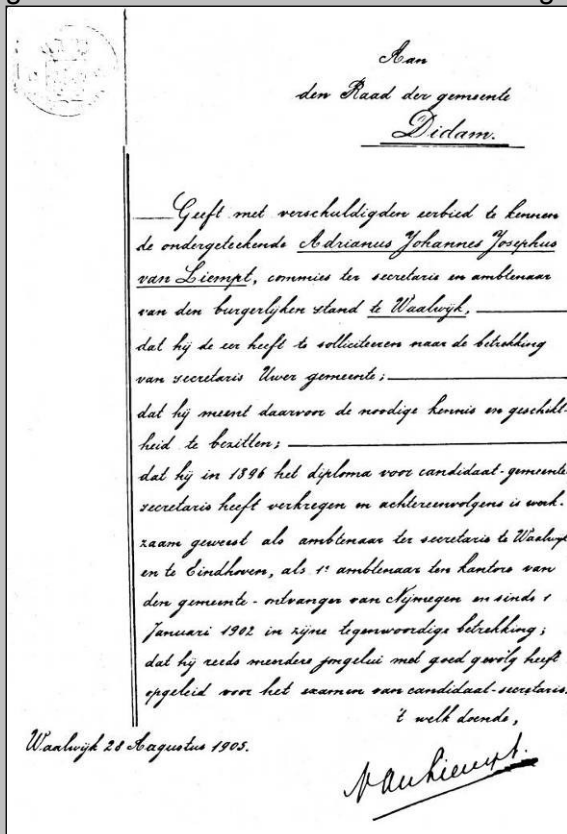 Aan
den Raad der gemeente
Didam.
Geeft met verschuldigden eerbied te kennen
de ondergeteekende Adrianus Johannes Josephus
van Liempt, commies ter secretarie en ambtenaar
van den burgerlijken stand te Waalwijk,
dat hij de eer heeft te solliciteeren naar de betrekking
van secretaris Uwer gemeente;
dat hij meent daarvoor de noodige kennis en geschikt-
heid te bezitten;
dat hij in 1896 het diploma voor candidaat-gemeente
secretaris heeft verkregen en achtereenvolgens is werk-
zaam geweest als ambtenaar ter secretarie te Waalwijk
en te Eindhoven, als 1e ambtenaar ten kantore van
den gemeente-ontvanger van Nijmegen en sinds 1
Januari 1902 in zijne tegenwoordige betrekking;
dat hij reeds meerdere jongelui met goed gevolg heeft
opgeleid voor het examen van candidaat-secretaris.
't welk doende,
Waalwijk 28 Augustus 1905.
VanLiempt.